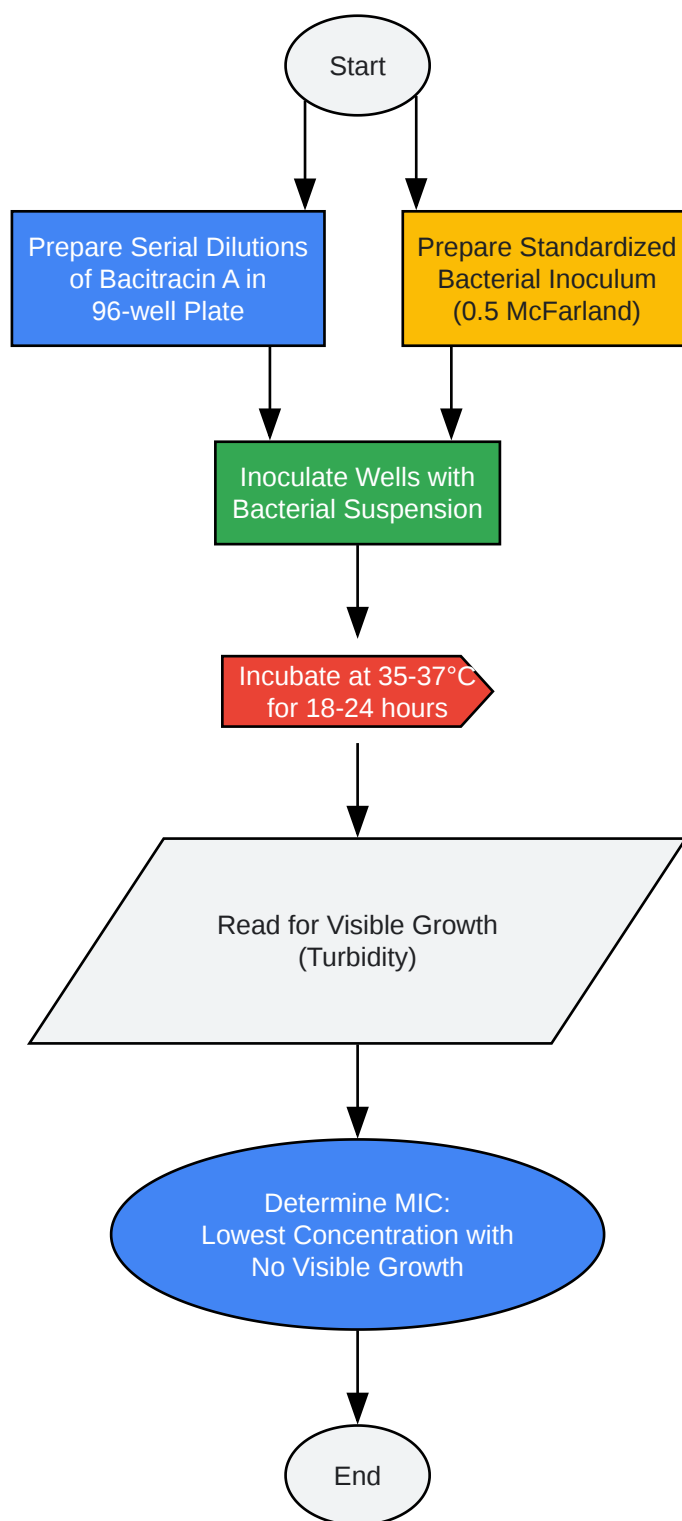 Start
Prepare Serial Dilutions
of Bacitracin A in
96-well Plate
Prepare Standardized
Bacterial Inoculum
(0.5 McFarland)
Inoculate Wells with
Bacterial Suspension
Incubate at 35-37°C
for 18-24 hours
Read for Visible Growth
(Turbidity)
Determine MIC:
Lowest Concentration with
No Visible Growth
End